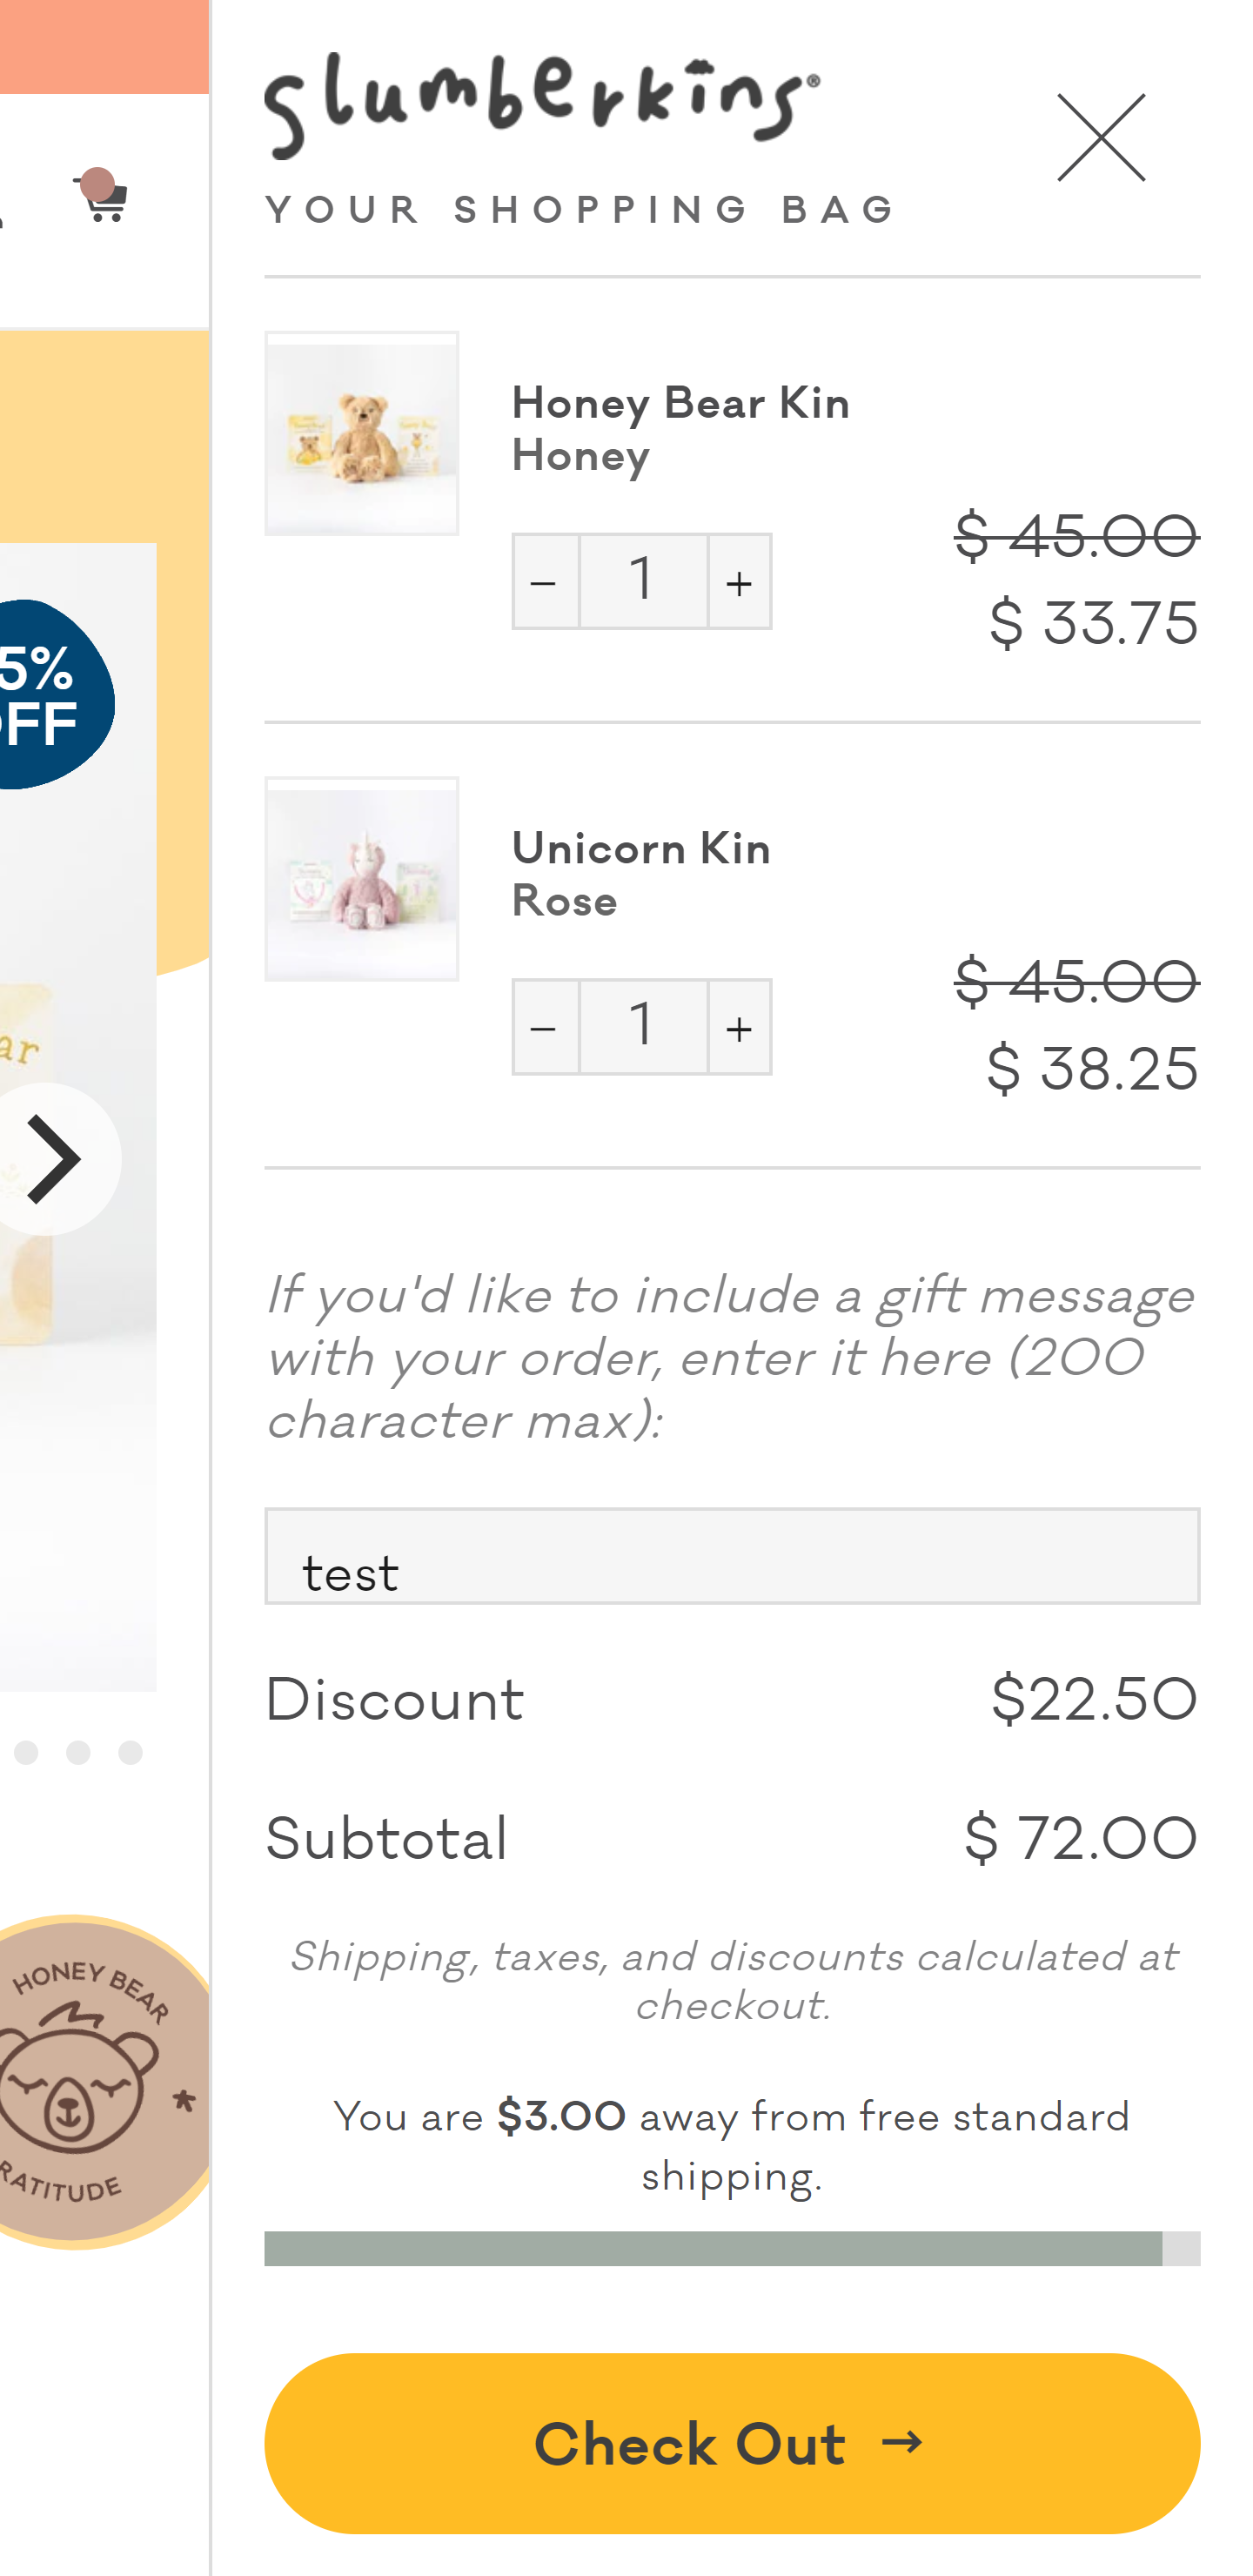 slumberkins®
YOUR SHOPPING BAG
Honey Bear Kin
Honey
$ 45.00
− 1 +
$ 33.75
5%
OFF
Unicorn Kin
Rose
$ 45.00
− 1 +
$ 38.25
ar
If you'd like to include a gift message
with your order, enter it here (200
character max):
test
Discount $22.50
Subtotal $ 72.00
Shipping, taxes, and discounts calculated at
checkout.
HONEY BEAR
RATITUDE
You are $3.00 away from free standard
shipping.
Check Out →